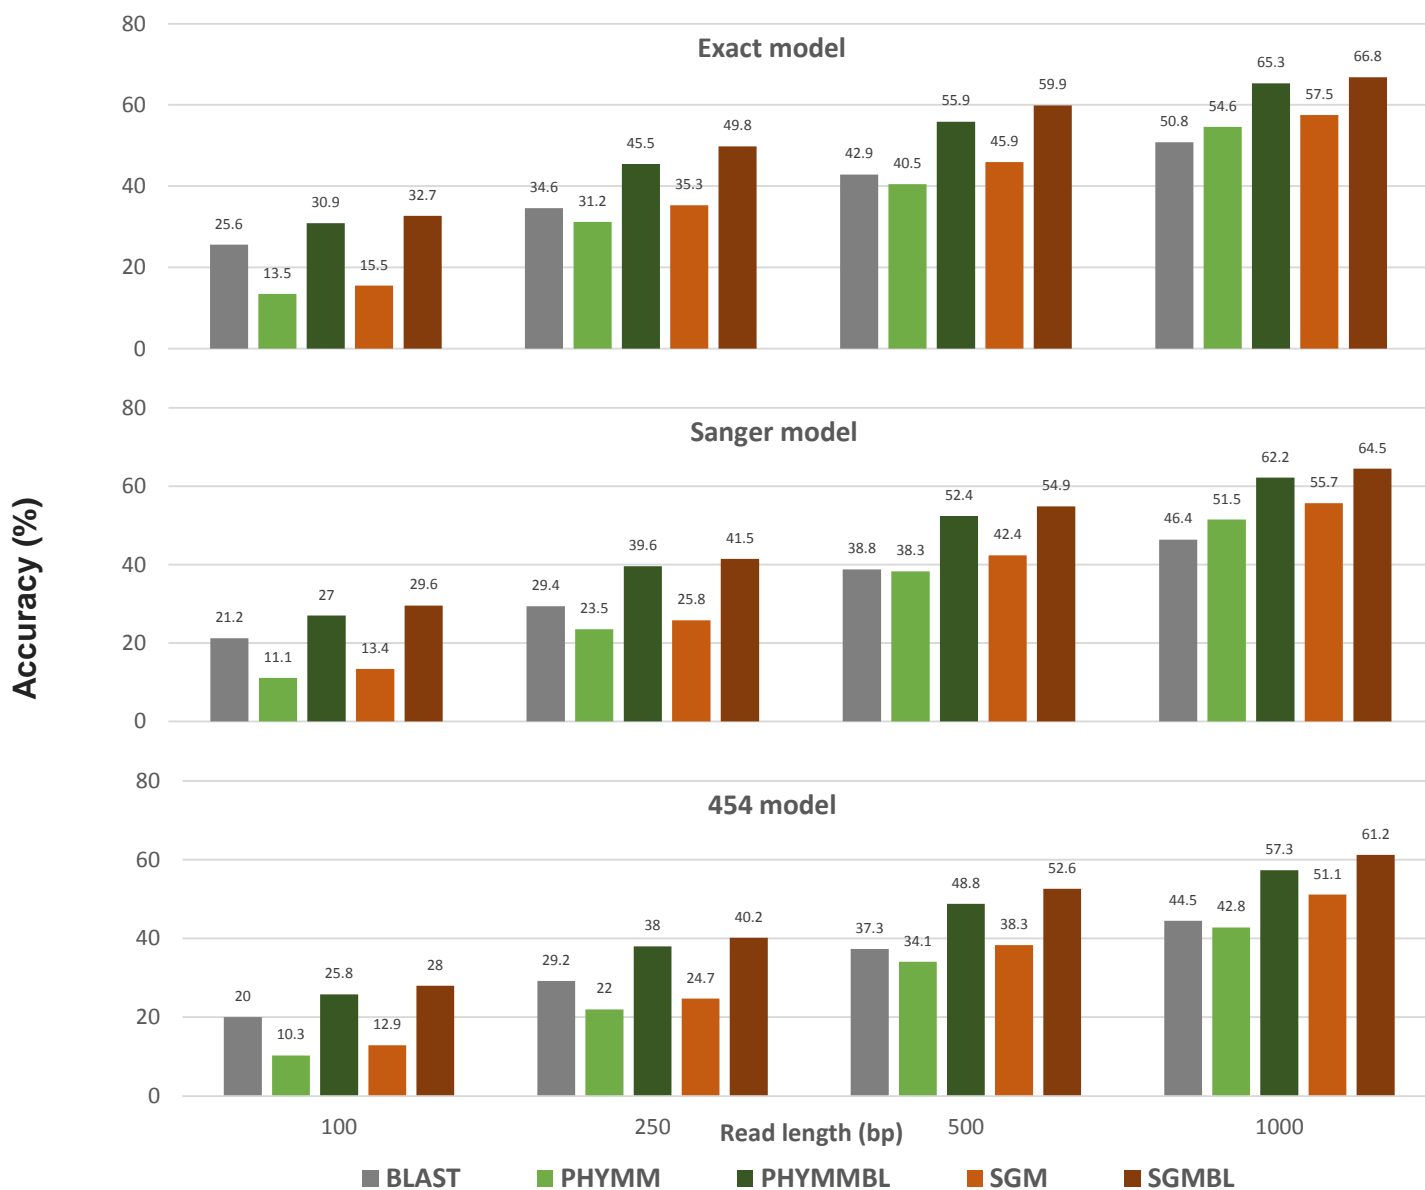 Accuracy (%)
Exact model
80
60
40
20
0
25.6 13.5 30.9 15.5 32.7
34.6 31.2 45.5 35.3 49.8
42.9 40.5 55.9 45.9 59.9
50.8 54.6 65.3 57.5 66.8
Sanger model
80
60
40
20
0
21.2 11.1 27 13.4 29.6
29.4 23.5 39.6 25.8 41.5
38.8 38.3 52.4 42.4 54.9
46.4 51.5 62.2 55.7 64.5
454 model
80
60
40
20
0
20 10.3 25.8 12.9 28
29.2 22 38 24.7 40.2
37.3 34.1 48.8 38.3 52.6
44.5 42.8 57.3 51.1 61.2
100 250 500 1000
Read length (bp)
BLAST PHYMM PHYMMBL SGM SGMBL